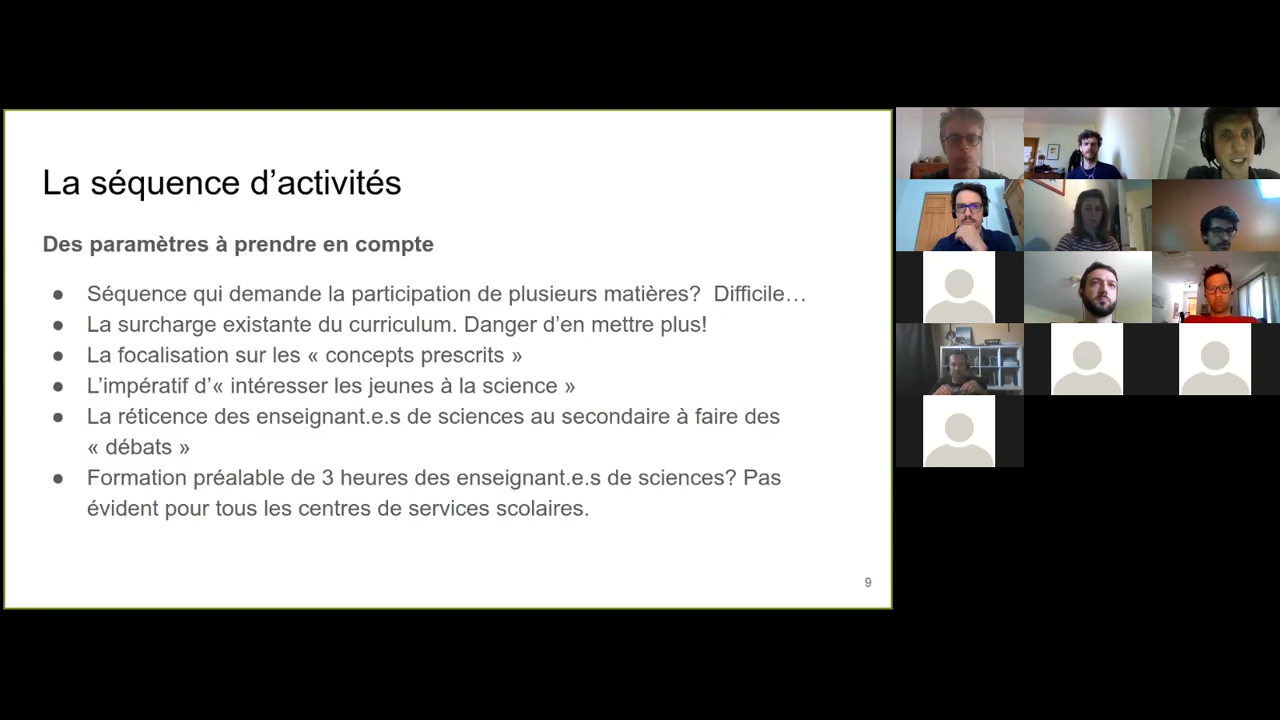 La séquence d’activités
Des paramètres à prendre en compte
● Séquence qui demande la participation de plusieurs matières?  Difficile…
● La surcharge existante du curriculum. Danger d’en mettre plus!
● La focalisation sur les « concepts prescrits »
● L’impératif d’« intéresser les jeunes à la science »
● La réticence des enseignant.e.s de sciences au secondaire à faire des
« débats »
● Formation préalable de 3 heures des enseignant.e.s de sciences? Pas
évident pour tous les centres de services scolaires.
9